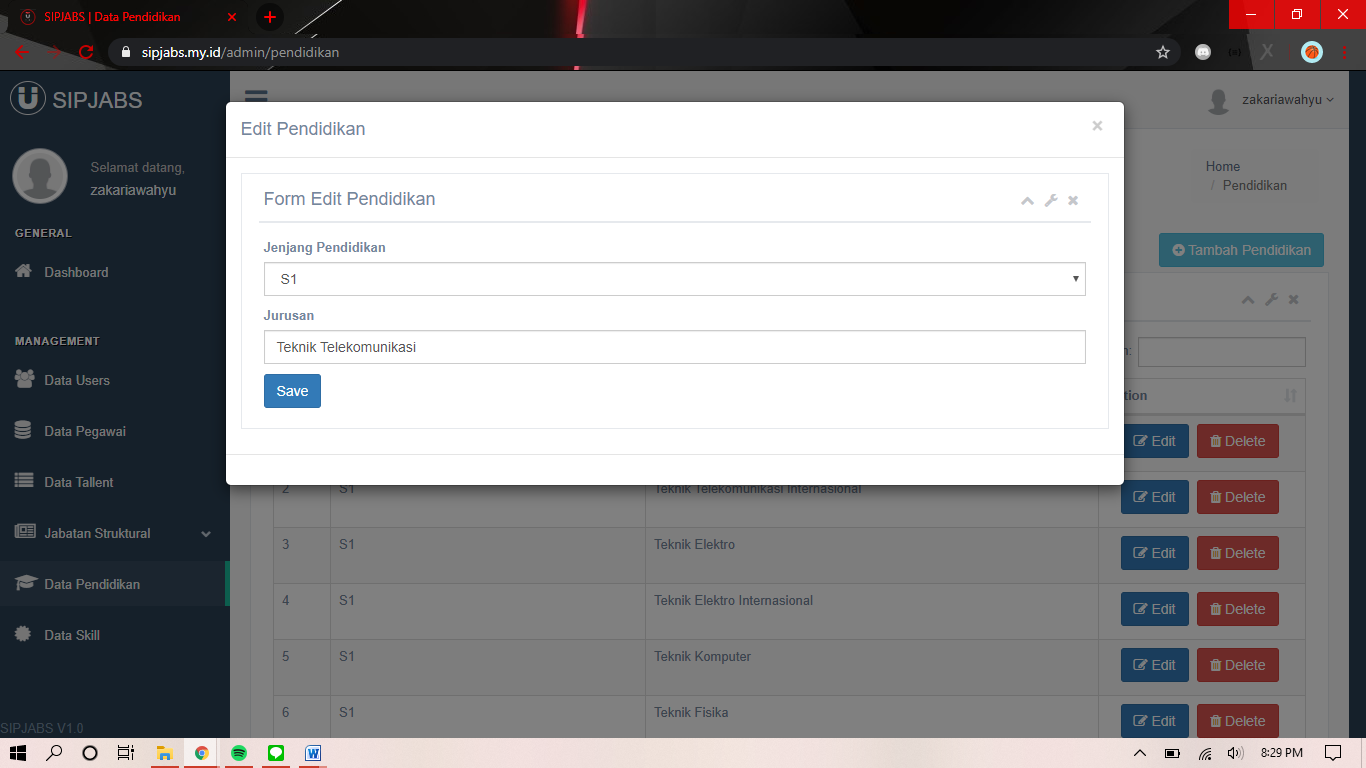 SIPJABS | Data Pendidikan
sipjabs.my.id/admin/pendidikan
SIPJABS
zakariawahyu
Selamat datang,
zakariawahyu
GENERAL
Dashboard
MANAGEMENT
Data Users
Data Pegawai
Data Tallent
Jabatan Struktural
Data Pendidikan
Data Skill
SIPJABS V1.0
Home
/ Pendidikan
Tambah Pendidikan
Edit Pendidikan
Form Edit Pendidikan
Jenjang Pendidikan
S1
Jurusan
Teknik Telekomunikasi
Save
Edit Delete
2 S1 Teknik Telekomunikasi Internasional Edit Delete
3 S1 Teknik Elektro Edit Delete
4 S1 Teknik Elektro Internasional Edit Delete
5 S1 Teknik Komputer Edit Delete
6 S1 Teknik Fisika Edit Delete
8:29 PM